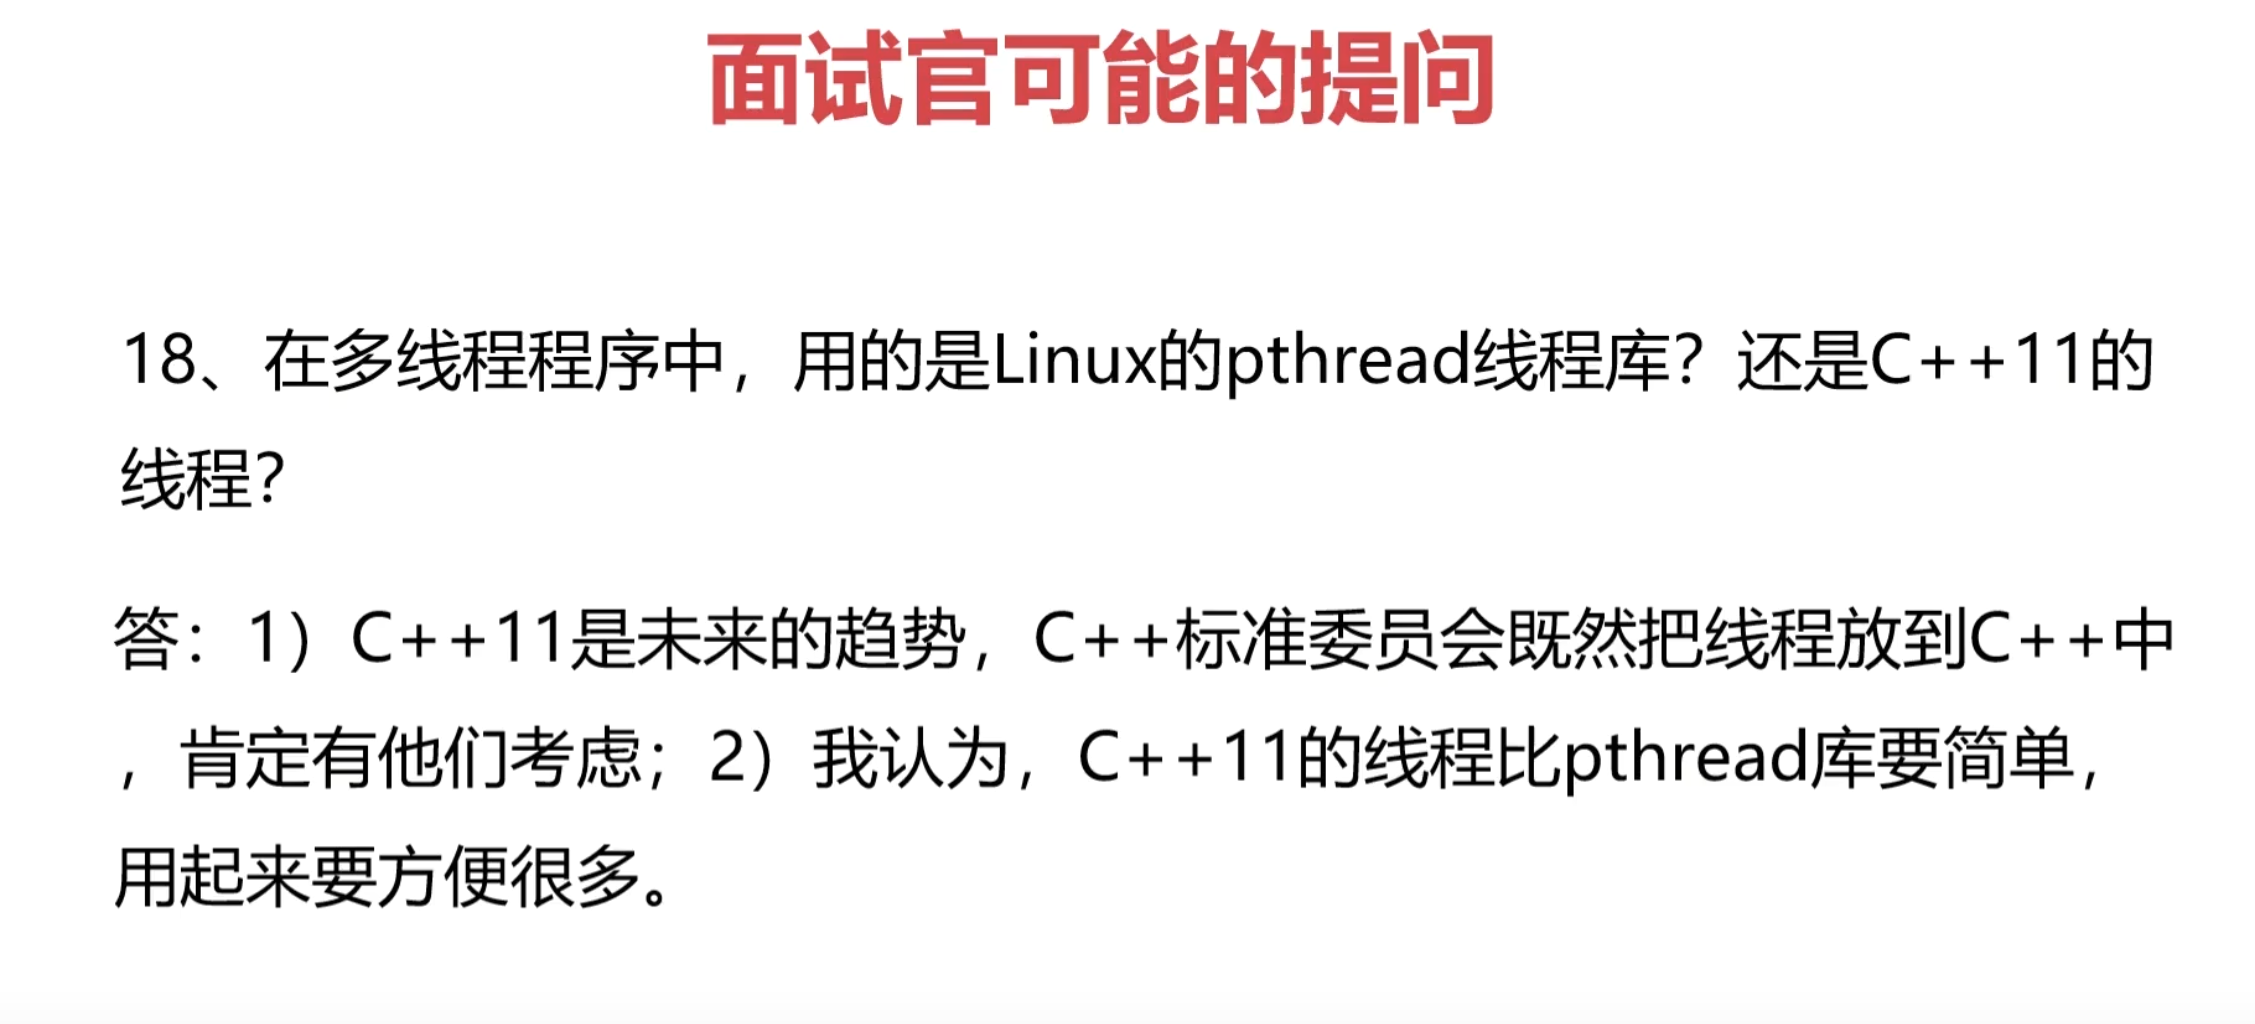 面试官可能的提问
18、在多线程程序中，用的是Linux的pthread线程库？还是C++11的
线程？
答：1）C++11是未来的趋势，C++标准委员会既然把线程放到C++中
，肯定有他们考虑；2）我认为，C++11的线程比pthread库要简单，
用起来要方便很多。